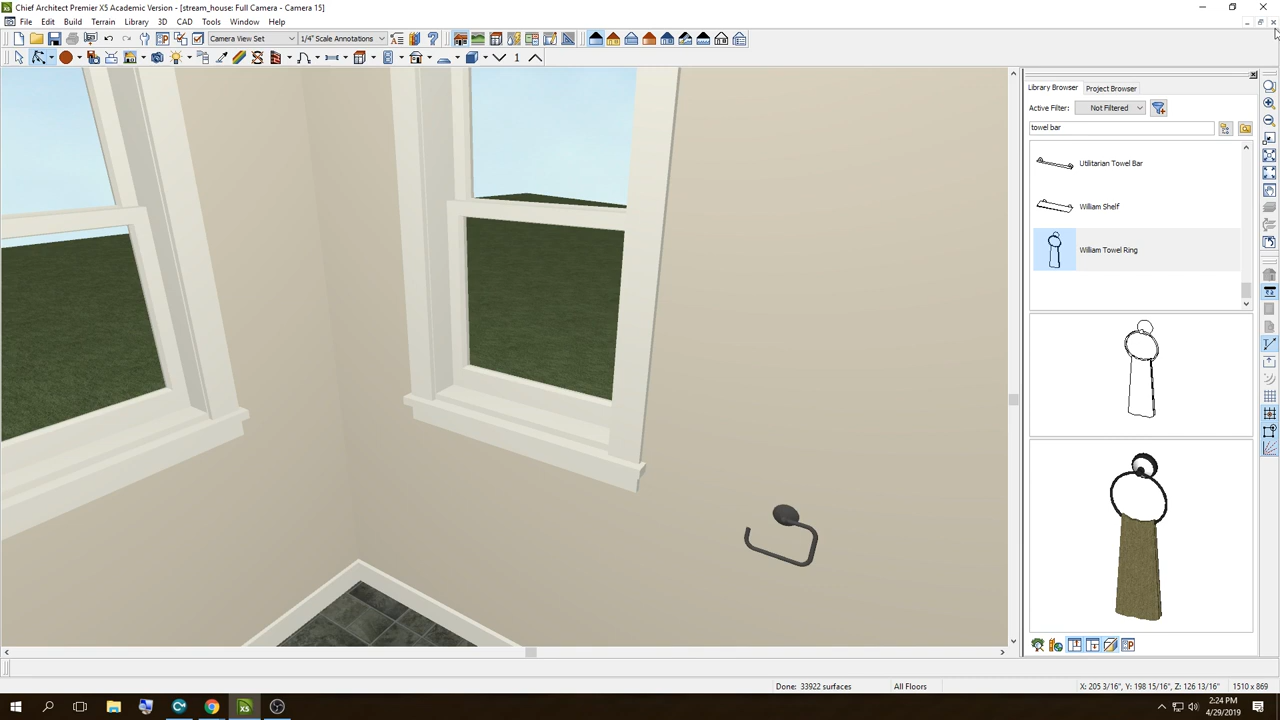 Chief Architect Premier X5 Academic Version - [stream_house: Full Camera - Camera 15]
File Edit Build Terrain Library 3D CAD Tools Window Help
Camera View Set 1/4" Scale Annotations
1
Library Browser Project Browser
Active Filter: Not Filtered
towel bar
Utilitarian Towel Bar
William Shelf
William Towel Ring
Done: 33922 surfaces All Floors X: 205 3/16", Y: 198 15/16", Z: 126 13/16" 1510 x 869
X5
2:24 PM
4/29/2019